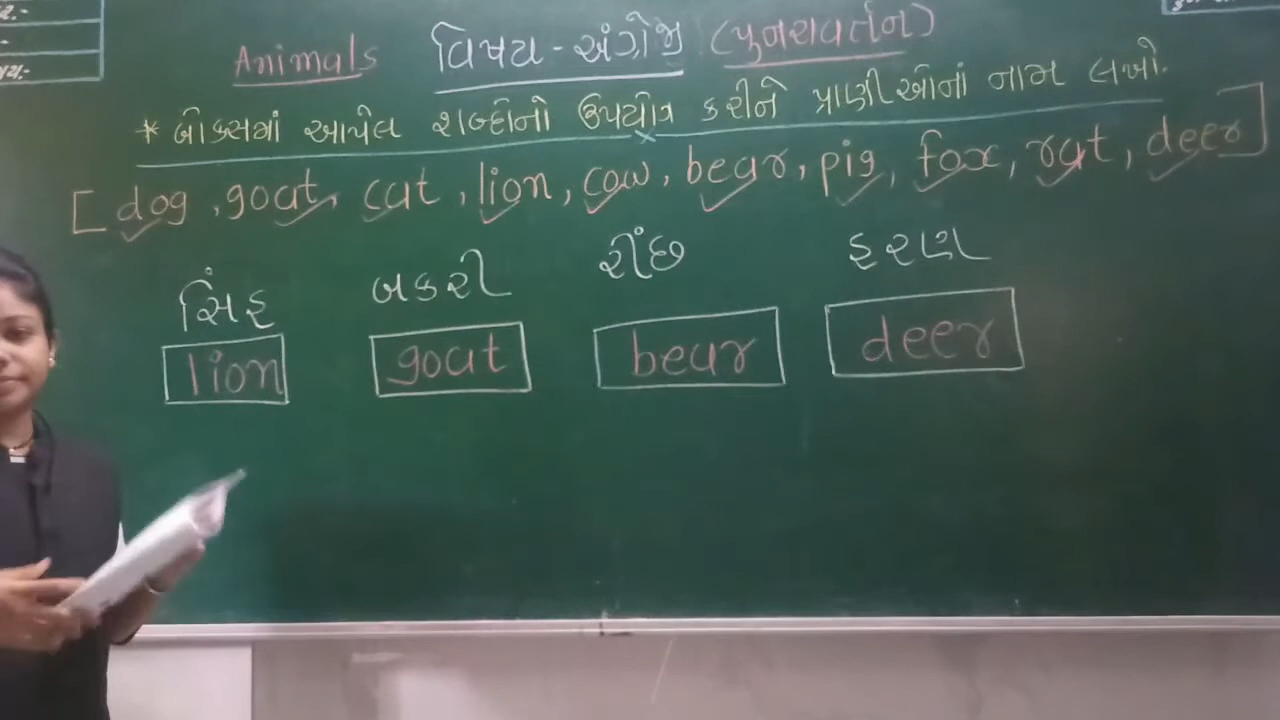 Animals વિષય - અંગ્રેજી (પુનરાવર્તન)
* બોક્સમાં આપેલ શબ્દોનો ઉપયોગ કરીને પ્રાણીઓનાં નામ લખો.
[ dog , goat, cat , lion , cow , bear , pig , fox , rat , deer ]
સિંહ બકરી રીંછ હરણ
lion goat bear deer